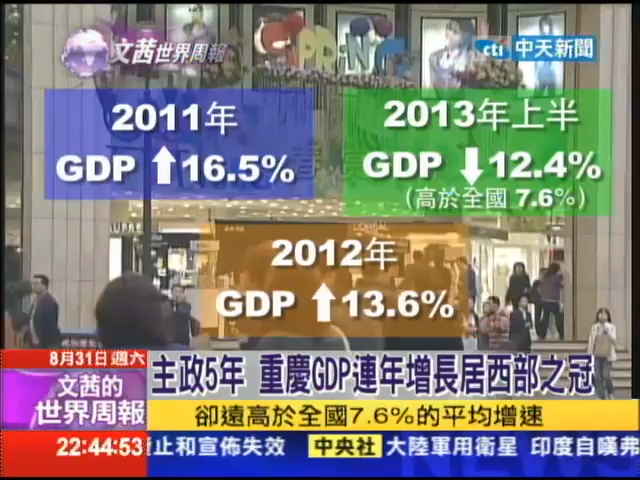 文茜世界周報
cti 中天新聞
2011年
GDP ↑16.5%
2013年上半
GDP ↓12.4%
(高於全國 7.6%)
2012年
GDP ↑13.6%
8月31日週六
主政5年 重慶GDP連年增長居西部之冠
文茜的
世界周報
卻遠高於全國7.6%的平均增速
22:44:53
止和宣佈失效 中央社 大陸軍用衛星 印度自嘆弗
NEWS